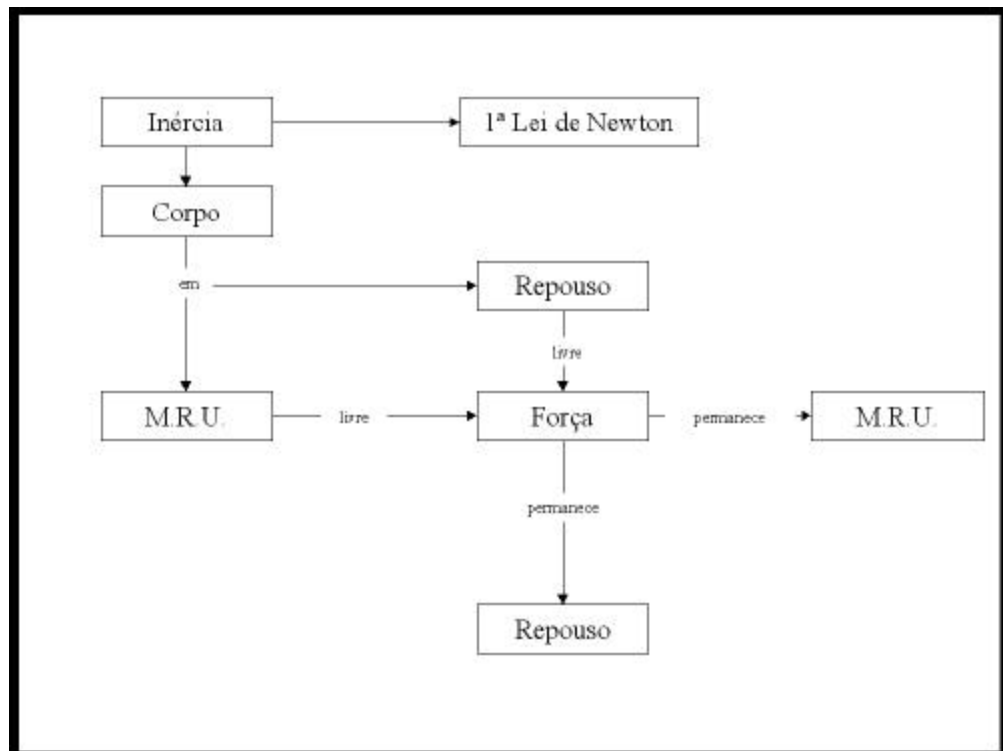 Inércia
1ª Lei de Newton
Corpo
em
Repouso
livre
M.R.U.
livre
Força
permanece
M.R.U.
permanece
Repouso